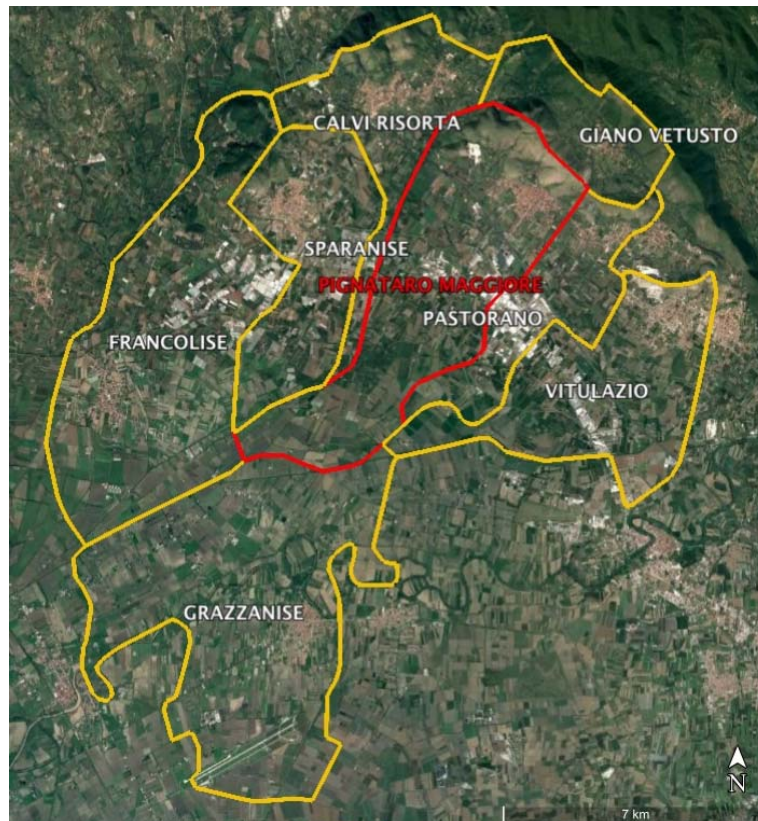 CALVI RISORTA
GIANO VETUSTO
SPARANISE
PIGNATARO MAGGIORE
PASTORANO
FRANCOLISE
VITULAZIO
GRAZZANISE
N
7 km